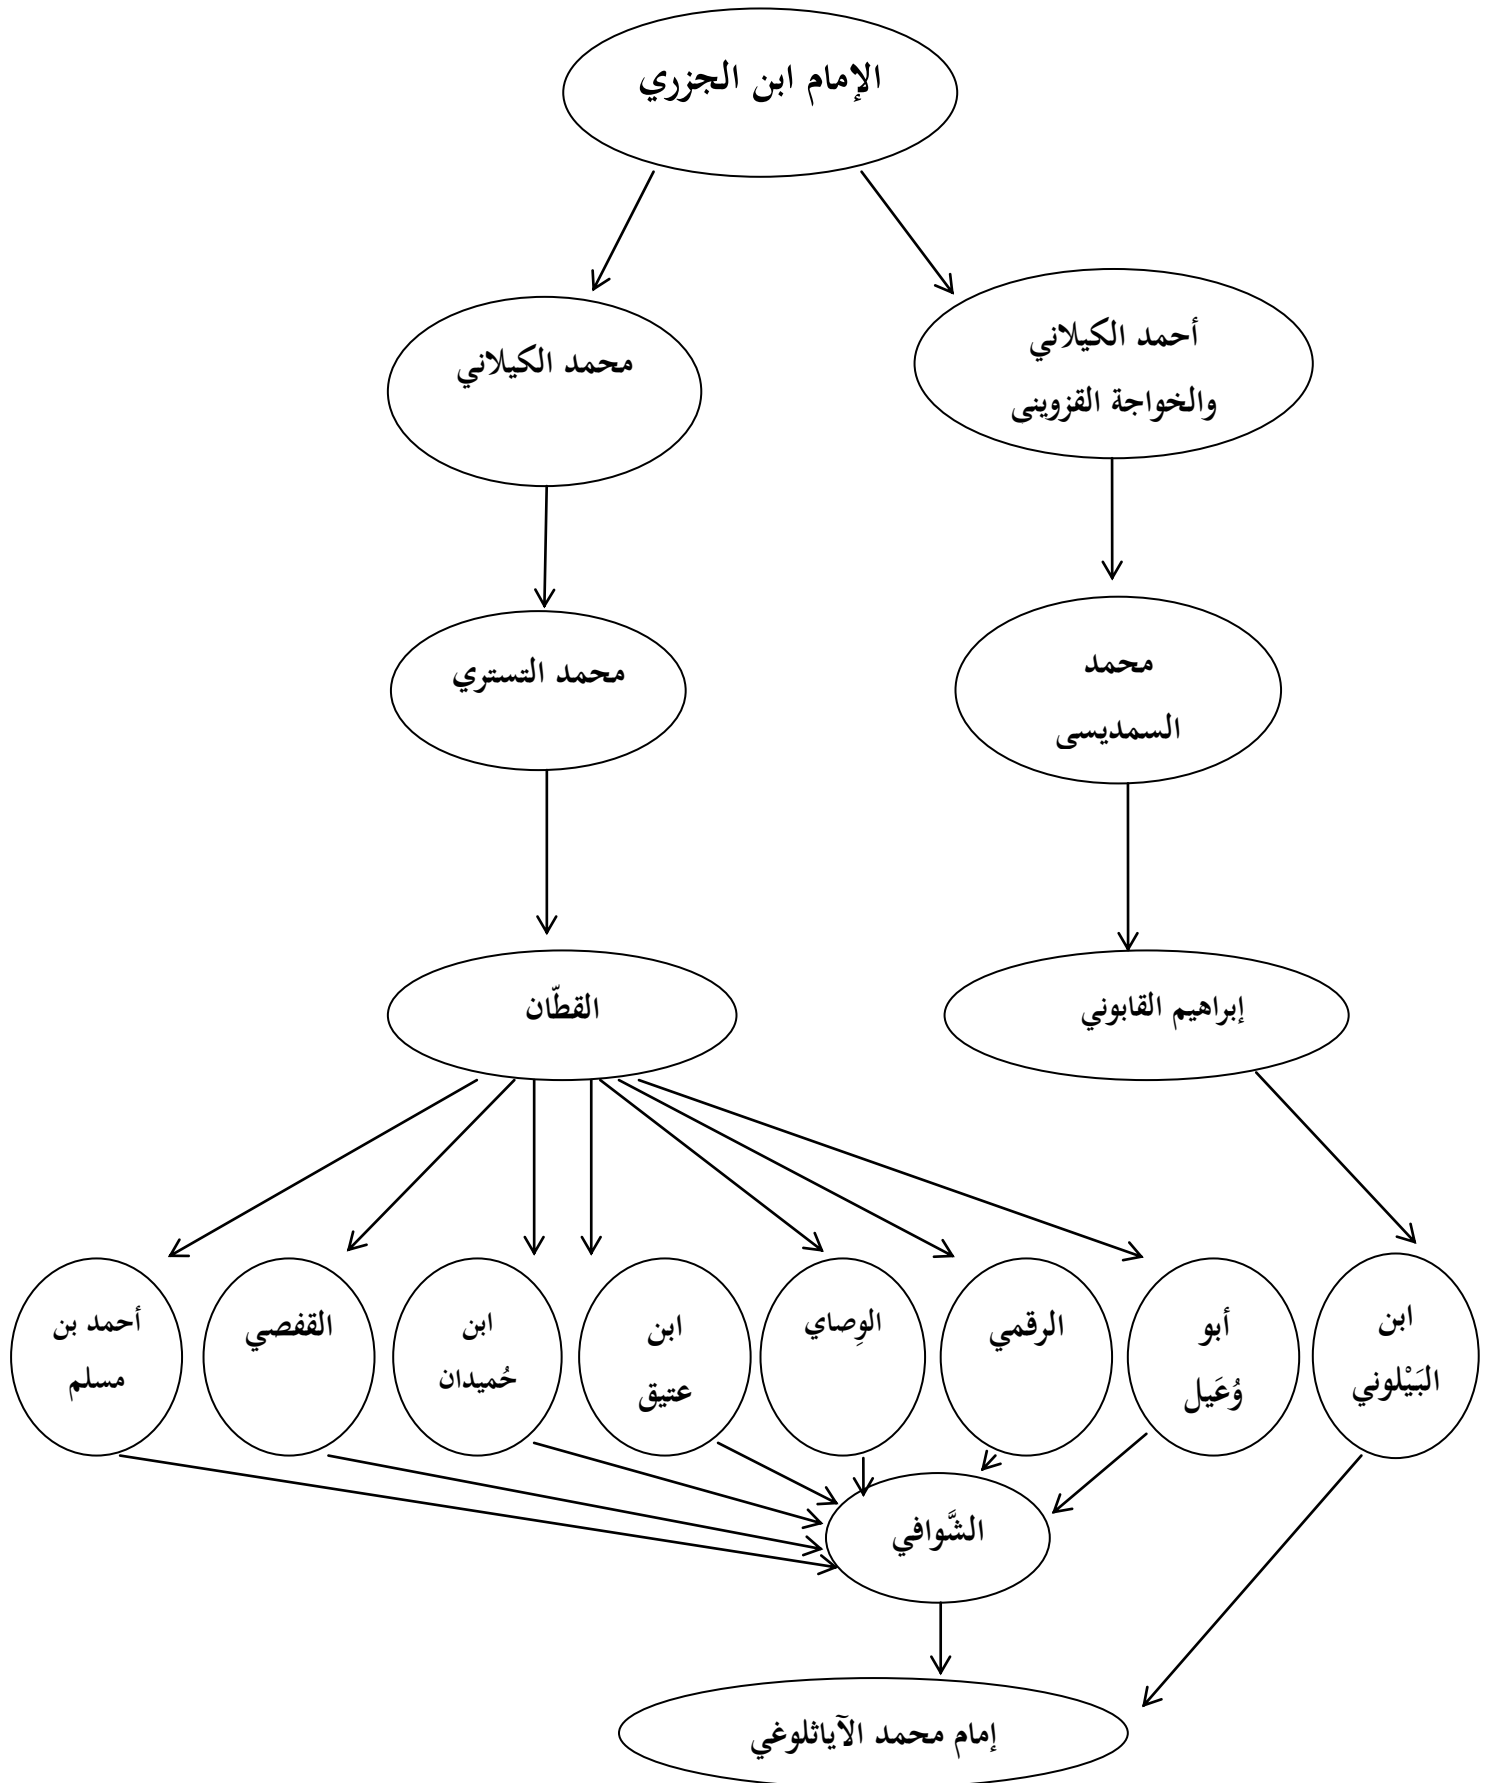 الإمام ابن الجزري
أحمد الكيلاني
والخواجة القزوينى
محمد الكيلاني
محمد
السمديسى
محمد التستري
إبراهيم القابوني
القطّان
ابن
البَيْلوني
أبو
وُعَيل
الرقمي
الوِصاي
ابن
عتيق
ابن
حُميدان
القفصي
أحمد بن
مسلم
الشَّوافي
إمام محمد الآياثلوغي